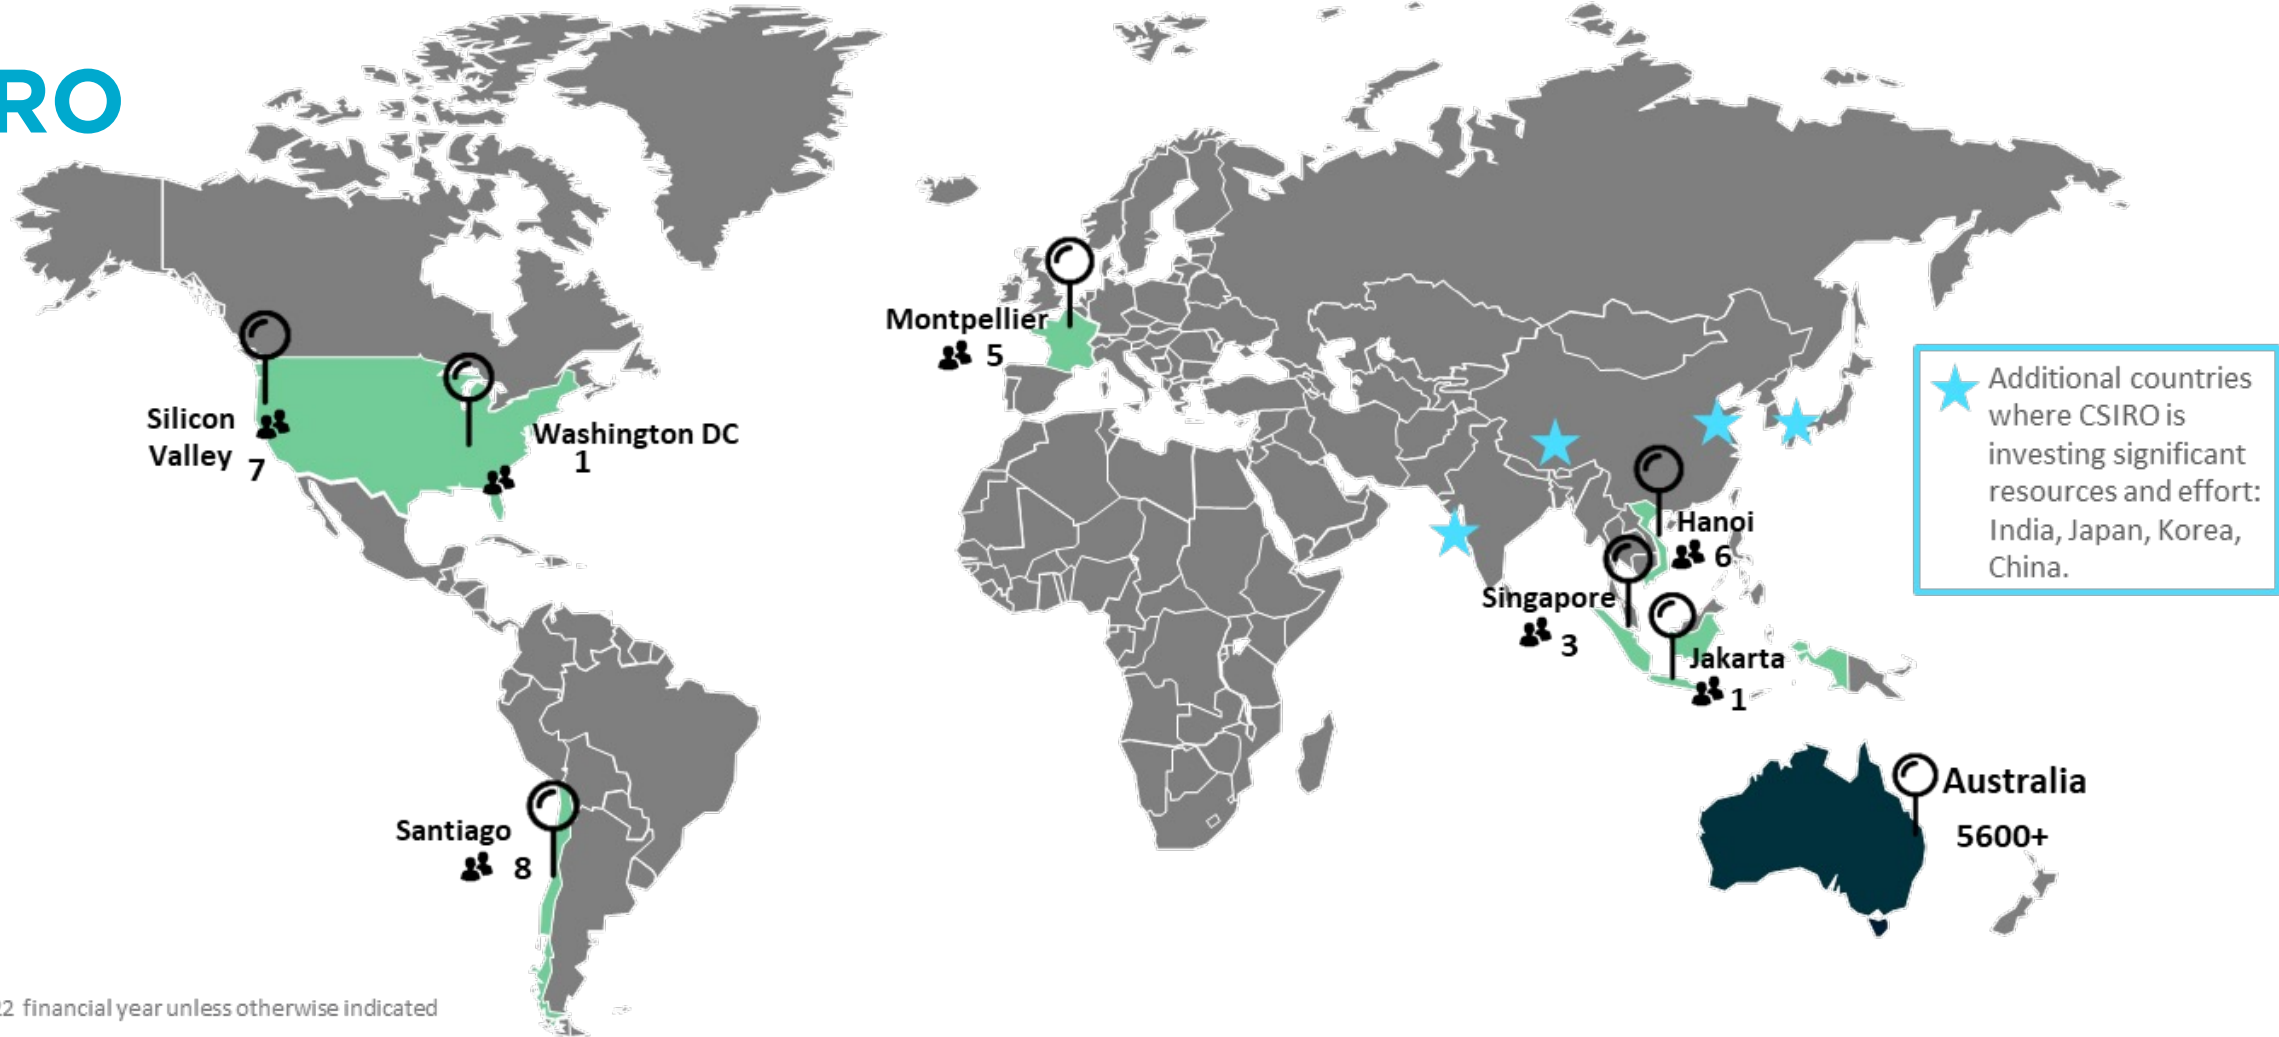 RO
Montpellier
5
Silicon
Valley 7
Washington DC
1
Additional countries
where CSIRO is
investing significant
resources and effort:
India, Japan, Korea,
China.
Hanoi
6
Singapore
3
Jakarta
1
Australia
5600+
Santiago
8
22 financial year unless otherwise indicated